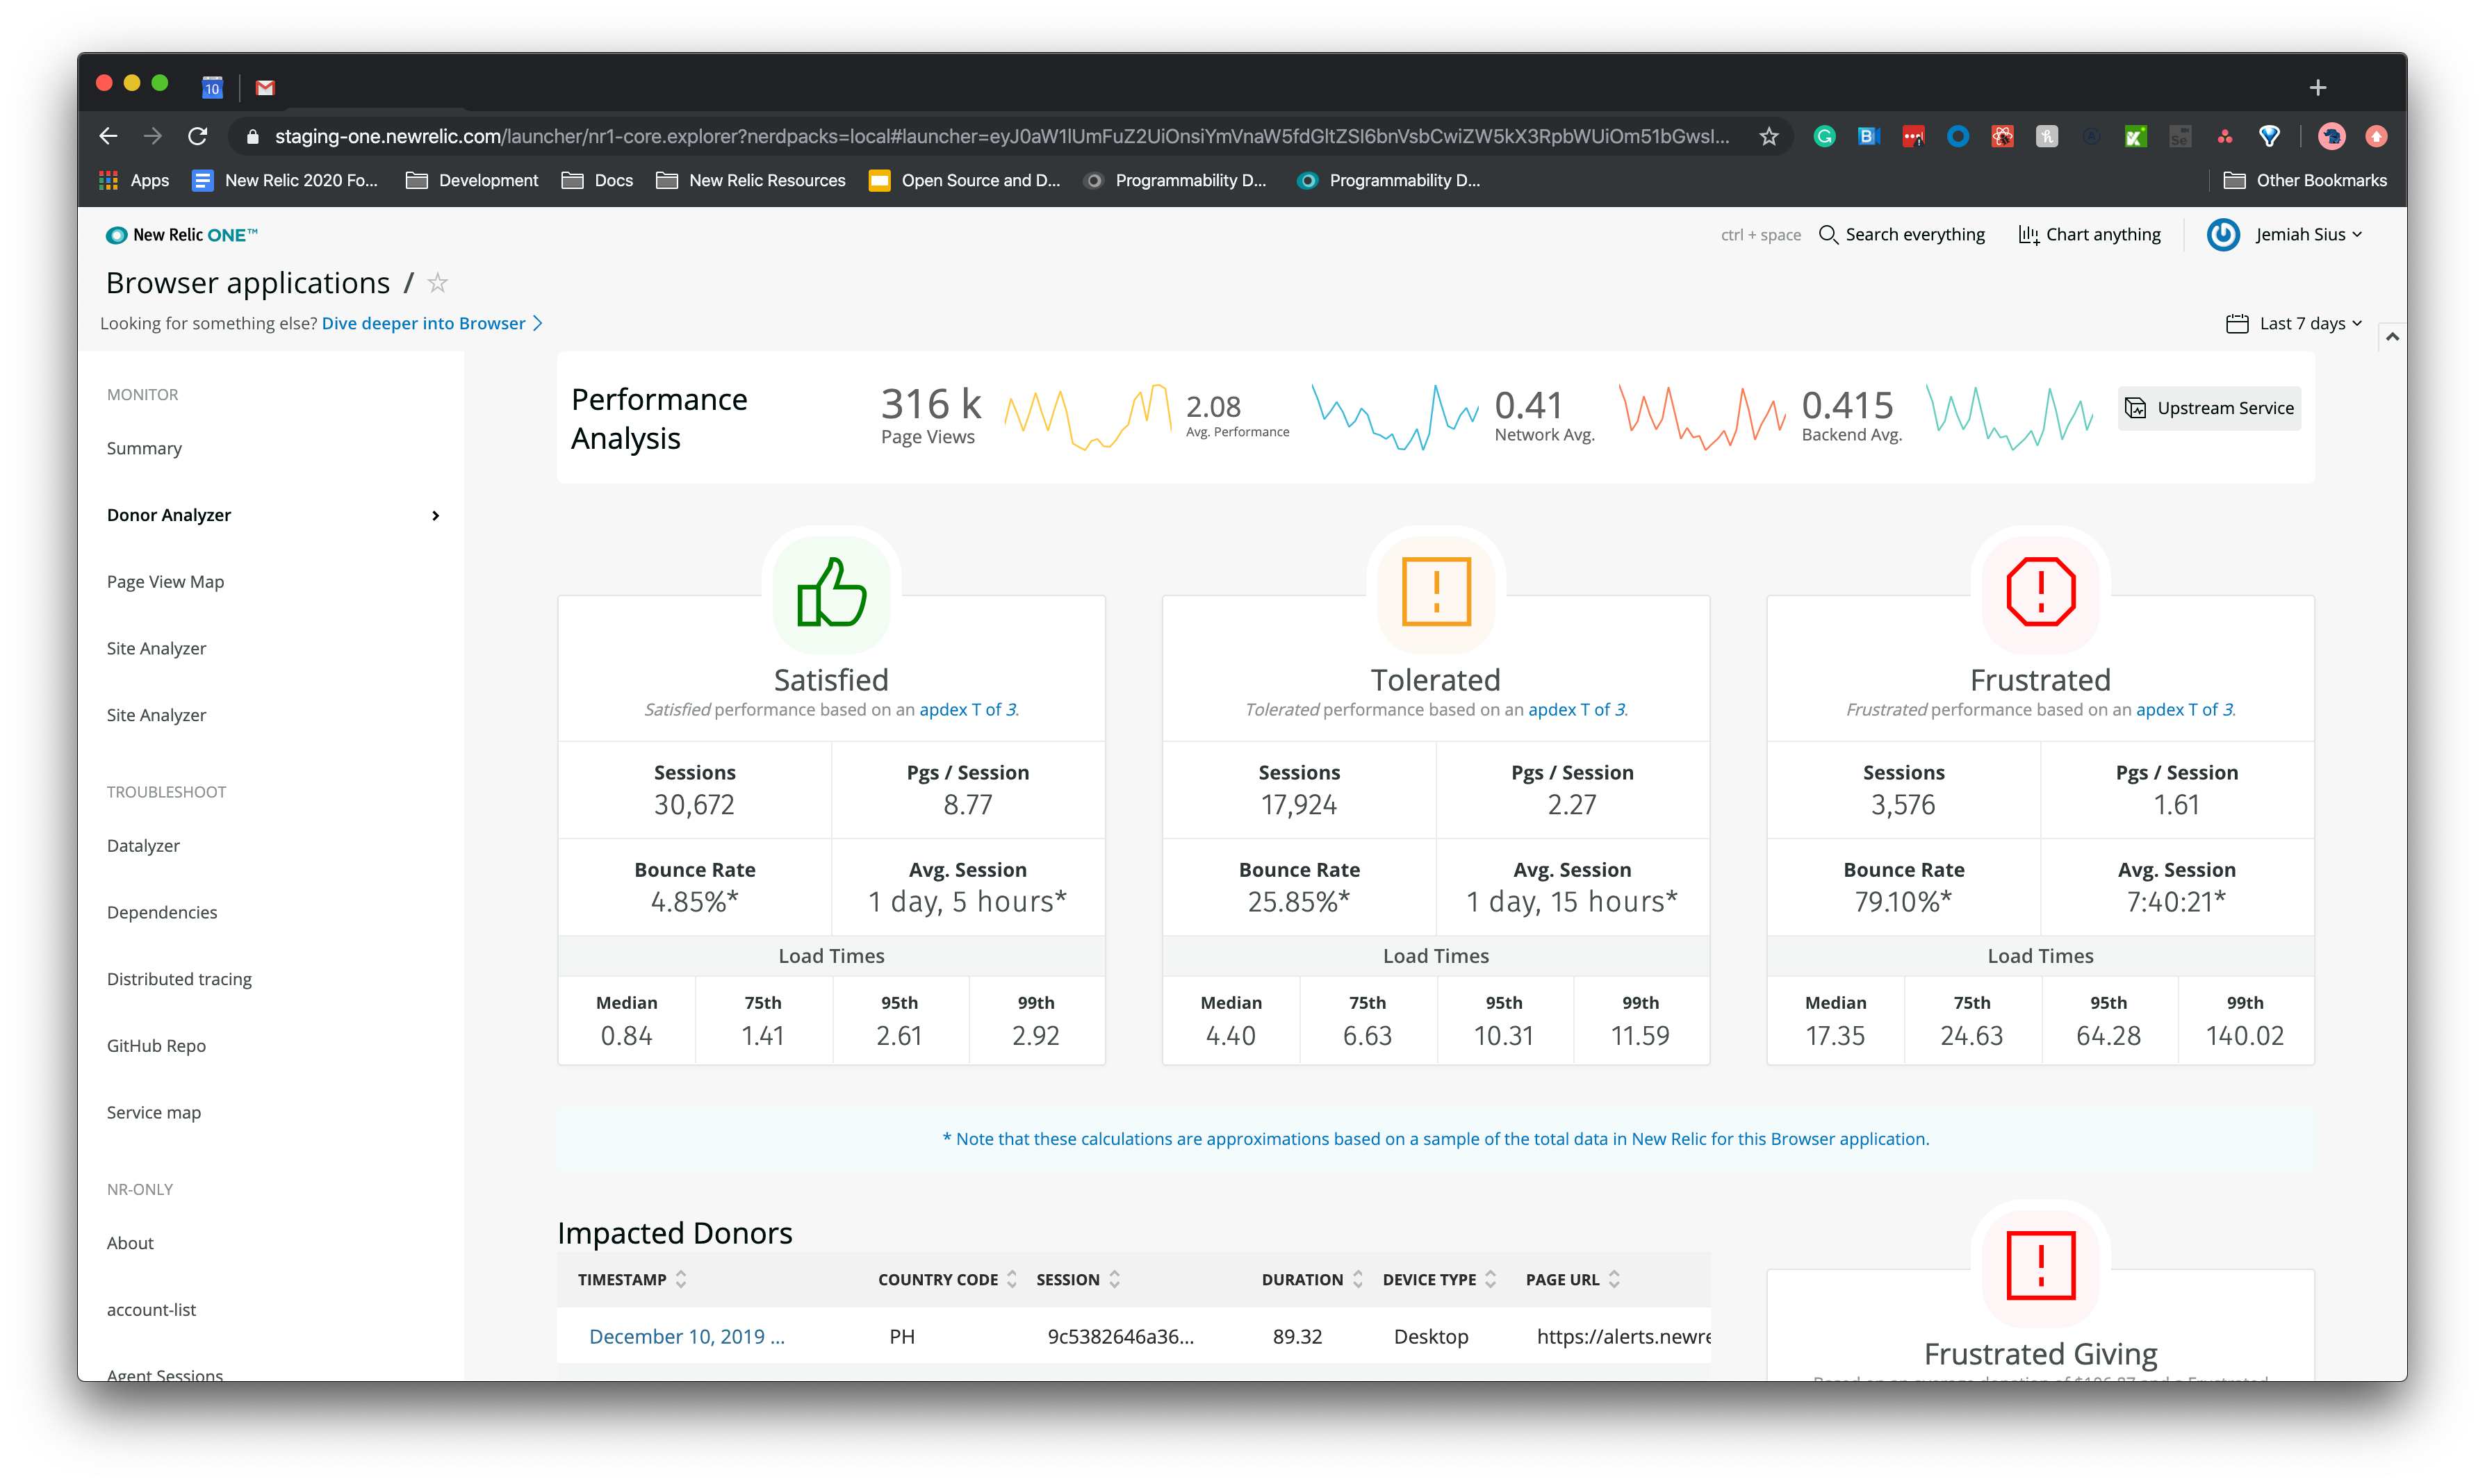 10
staging-one.newrelic.com/launcher/nr1-core.explorer?nerdpacks=local#launcher=eyJ0aW1lUmFuZ2UiOnsiYmVnaW5fdGltZSI6bnVsbCwiZW5kX3RpbWUiOm51bGwsI...
Apps New Relic 2020 Fo... Development Docs New Relic Resources Open Source and D... Programmability D... Programmability D... Other Bookmarks
New Relic ONE™ ctrl + space Search everything Chart anything Jemiah Sius
Browser applications /
Looking for something else? Dive deeper into Browser Last 7 days
MONITOR
Summary
Donor Analyzer
Page View Map
Site Analyzer
Site Analyzer
TROUBLESHOOT
Datalyzer
Dependencies
Distributed tracing
GitHub Repo
Service map
NR-ONLY
About
account-list
Agent Sessions
Performance
Analysis
316 k
Page Views
2.08
Avg. Performance
0.41
Network Avg.
0.415
Backend Avg.
Upstream Service
Satisfied
Satisfied performance based on an apdex T of 3.
Sessions Pgs / Session
30,672 8.77
Bounce Rate Avg. Session
4.85%* 1 day, 5 hours*
Load Times
Median 75th 95th 99th
0.84 1.41 2.61 2.92
Tolerated
Tolerated performance based on an apdex T of 3.
Sessions Pgs / Session
17,924 2.27
Bounce Rate Avg. Session
25.85%* 1 day, 15 hours*
Load Times
Median 75th 95th 99th
4.40 6.63 10.31 11.59
Frustrated
Frustrated performance based on an apdex T of 3.
Sessions Pgs / Session
3,576 1.61
Bounce Rate Avg. Session
79.10%* 7:40:21*
Load Times
Median 75th 95th 99th
17.35 24.63 64.28 140.02
* Note that these calculations are approximations based on a sample of the total data in New Relic for this Browser application.
Impacted Donors
TIMESTAMP COUNTRY CODE SESSION DURATION DEVICE TYPE PAGE URL
December 10, 2019 ... PH 9c5382646a36... 89.32 Desktop https://alerts.newre
Frustrated Giving
Based on an average donation of $106.87 and a Frustrated